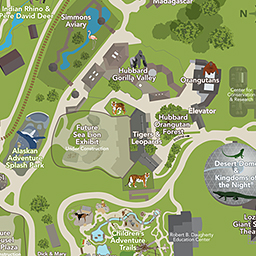 Madagascar
Indian Rhino &
Pere David Deer
Simmons
Aviary
N
Hubbard
Gorilla Valley
Orangutans
Center for
Conservation
& Research
Hubbard
Orangutan
Forest
Elevator
Future
Sea Lion
Exhibit
Under Construction
Tigers &
Leopards
Alaskan
Adventure
Splash Park
Desert Dome
&
Kingdoms of
the Night
Plaza
Robert B. Daugherty
Education Center
Children's
Adventure
Trails
Dick & Mary
Giant